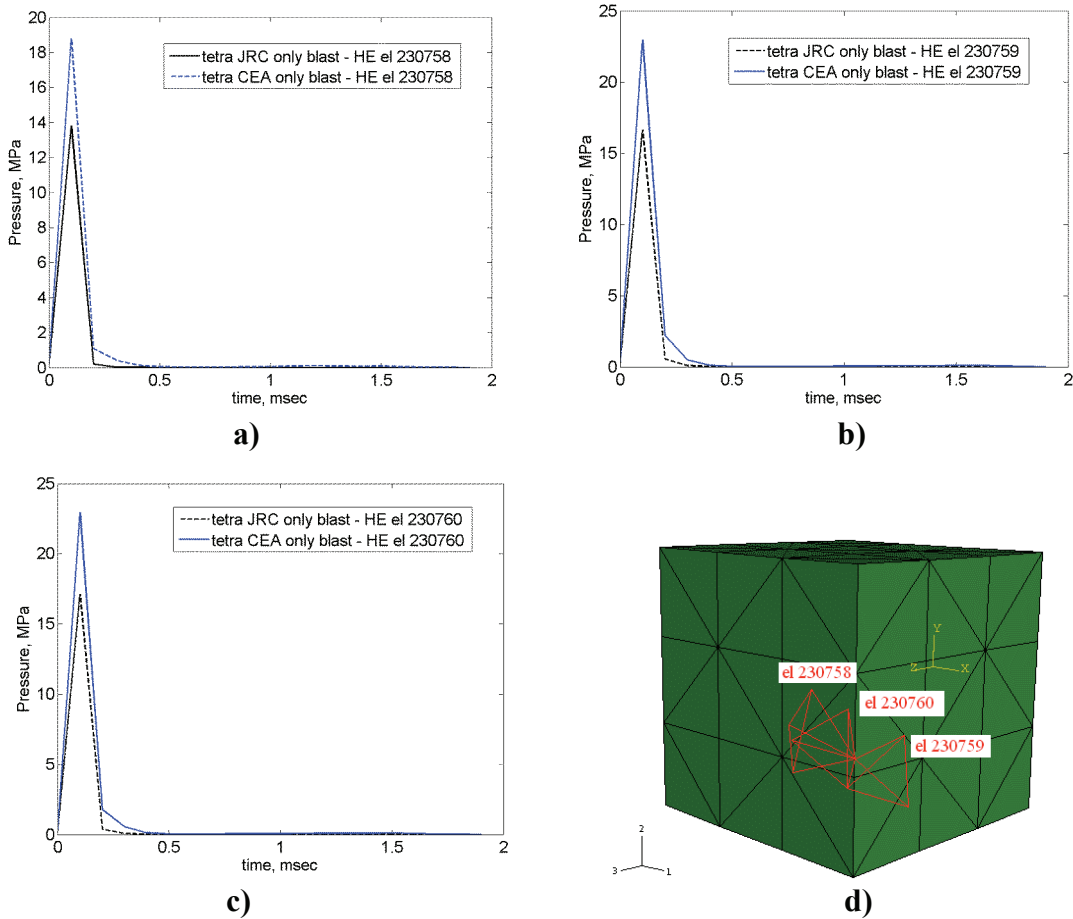 20
18
16
14
12
10
8
6
4
2
0
Pressure, MPa
tetra JRC only blast - HE el 230758
tetra CEA only blast - HE el 230758
0 0.5 1 1.5 2
time, msec
a)
25
20
15
10
5
0
Pressure, MPa
tetra JRC only blast - HE el 230759
tetra CEA only blast - HE el 230759
0 0.5 1 1.5 2
time, msec
b)
25
20
15
10
5
0
Pressure, MPa
tetra JRC only blast - HE el 230760
tetra CEA only blast - HE el 230760
0 0.5 1 1.5 2
time, msec
c)
Y
Z X
el 230758
el 230760
el 230759
2
3 1
d)